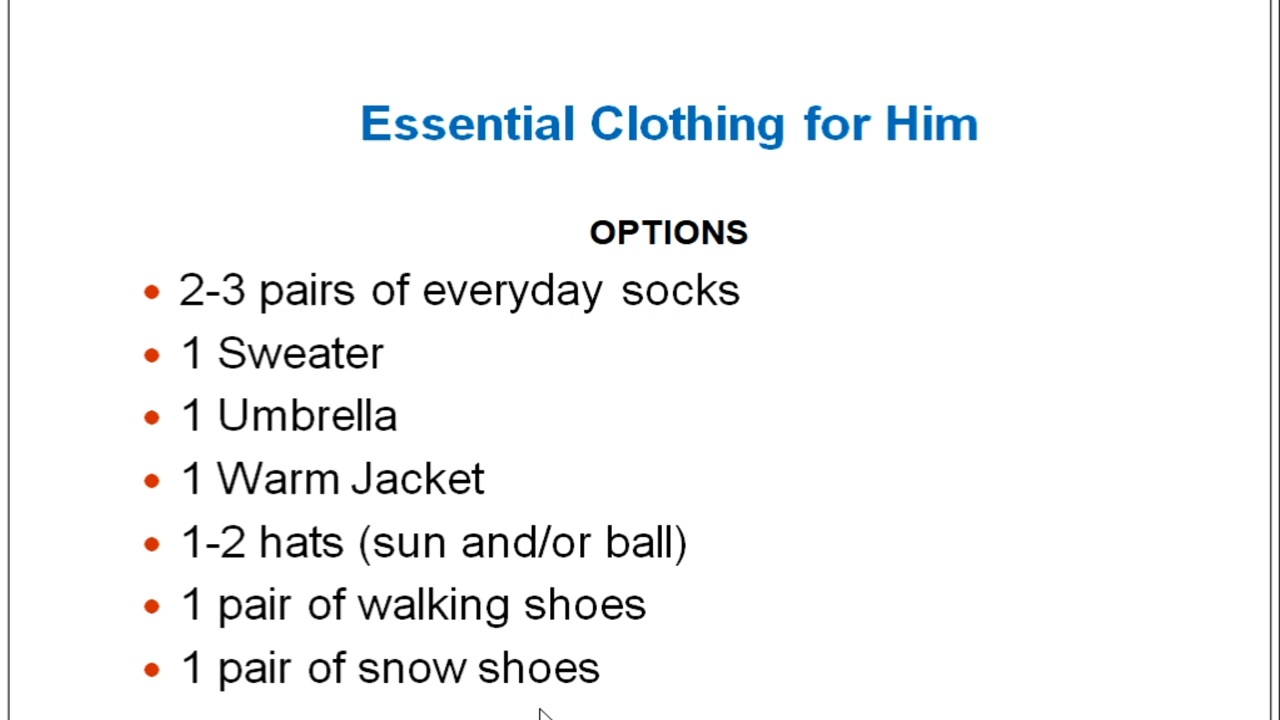 Essential Clothing for Him
OPTIONS
• 2-3 pairs of everyday socks
• 1 Sweater
• 1 Umbrella
• 1 Warm Jacket
• 1-2 hats (sun and/or ball)
• 1 pair of walking shoes
• 1 pair of snow shoes